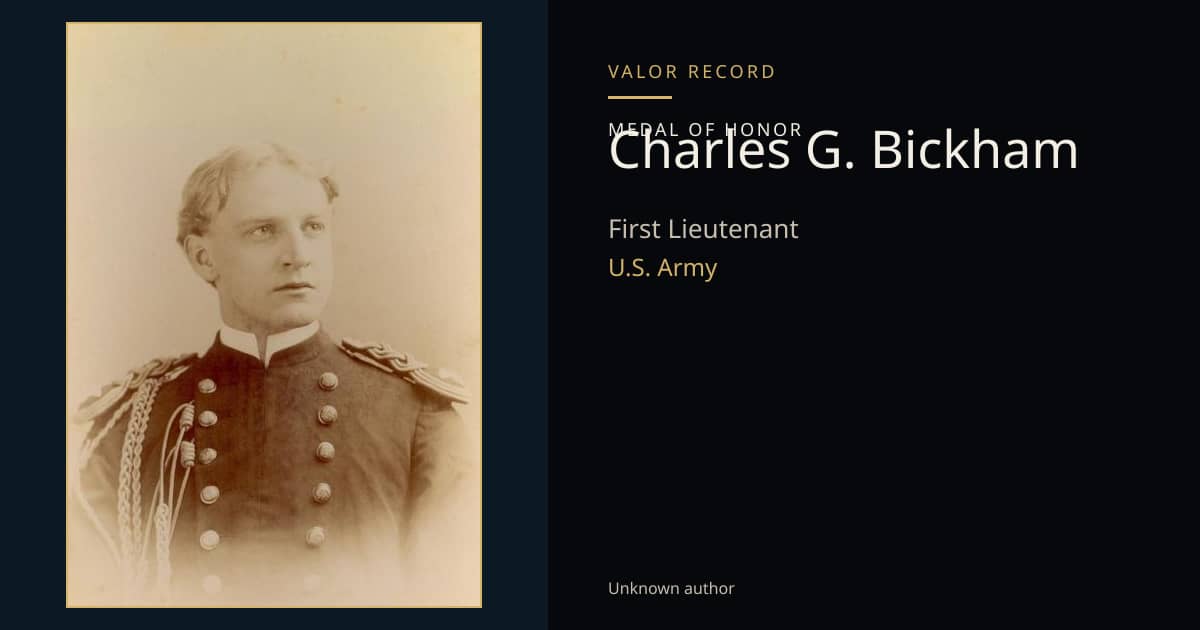 VALOR RECORD
MEDAL OF HONOR
Charles G. Bickham
First Lieutenant
U.S. Army
Unknown author